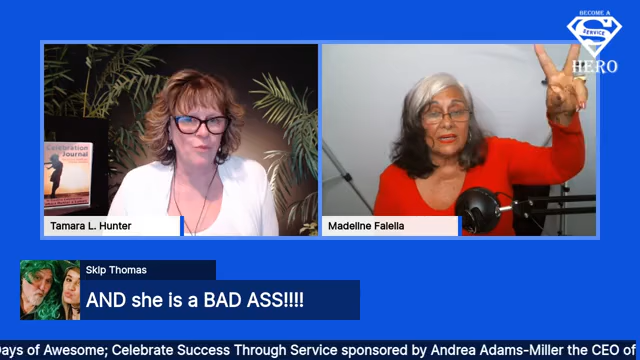 BECOME A
SERVICE
HERO
Celebration
Journal
Tamara L. Hunter
Madeline Falella
Skip Thomas
AND she is a BAD ASS!!!!
Days of Awesome; Celebrate Success Through Service sponsored by Andrea Adams-Miller the CEO of